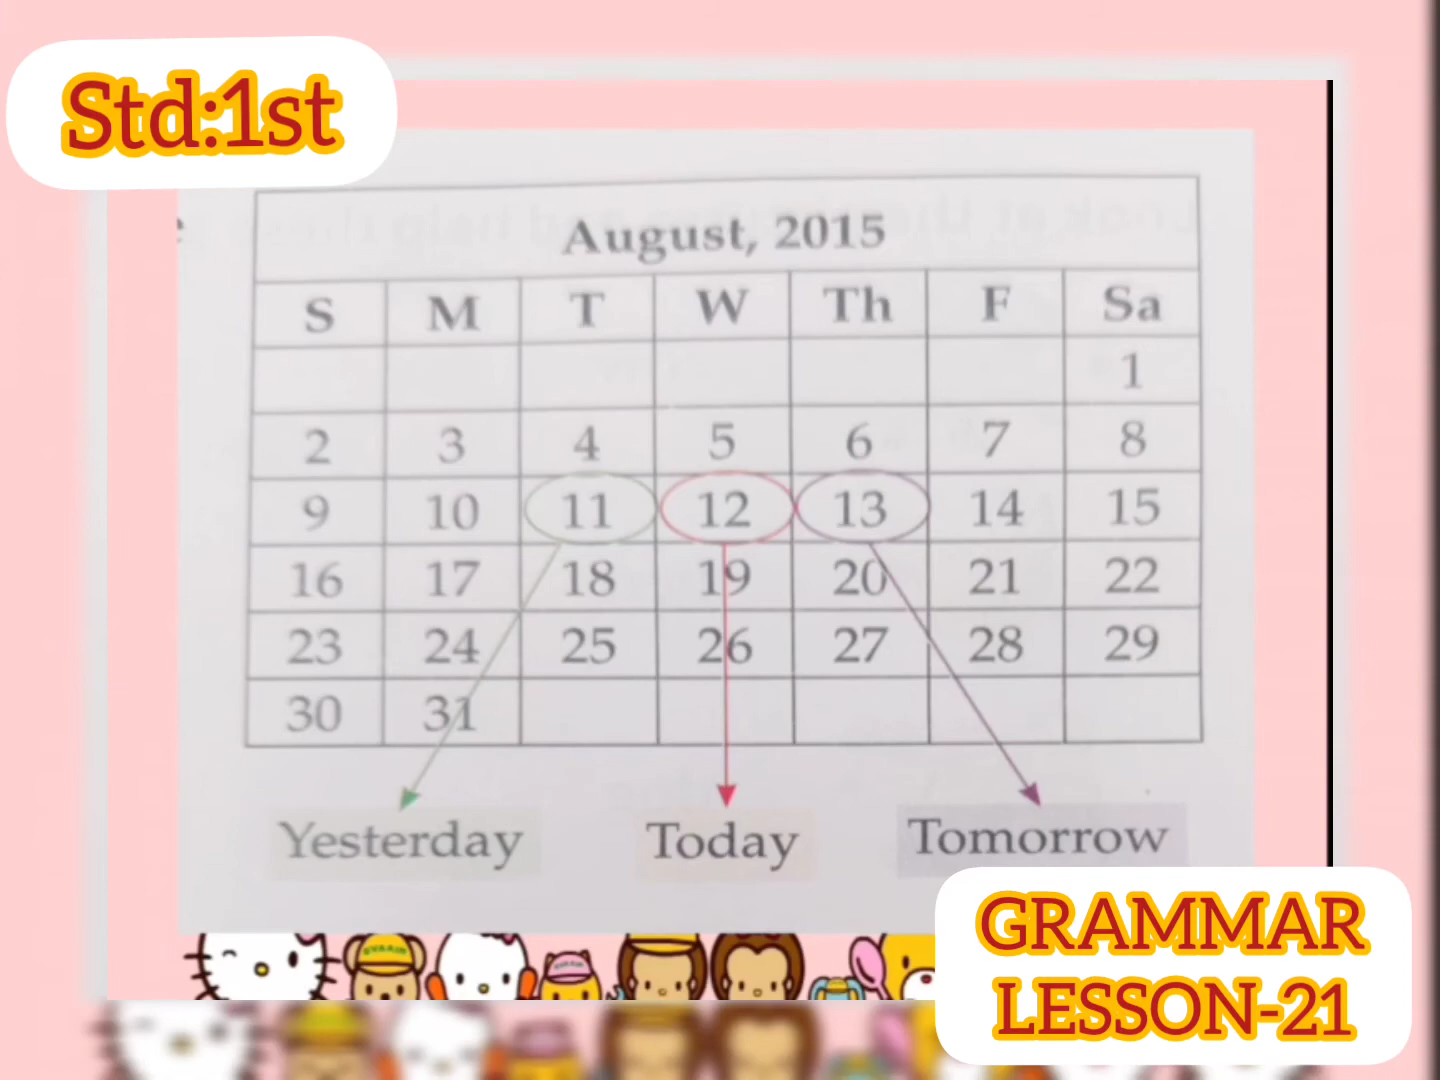 Std:1st
August, 2015
S M T W Th F Sa
1
2 3 4 5 6 7 8
9 10 11 12 13 14 15
16 17 18 19 20 21 22
23 24 25 26 27 28 29
30 31
Yesterday Today Tomorrow
GRAMMAR
LESSON-21